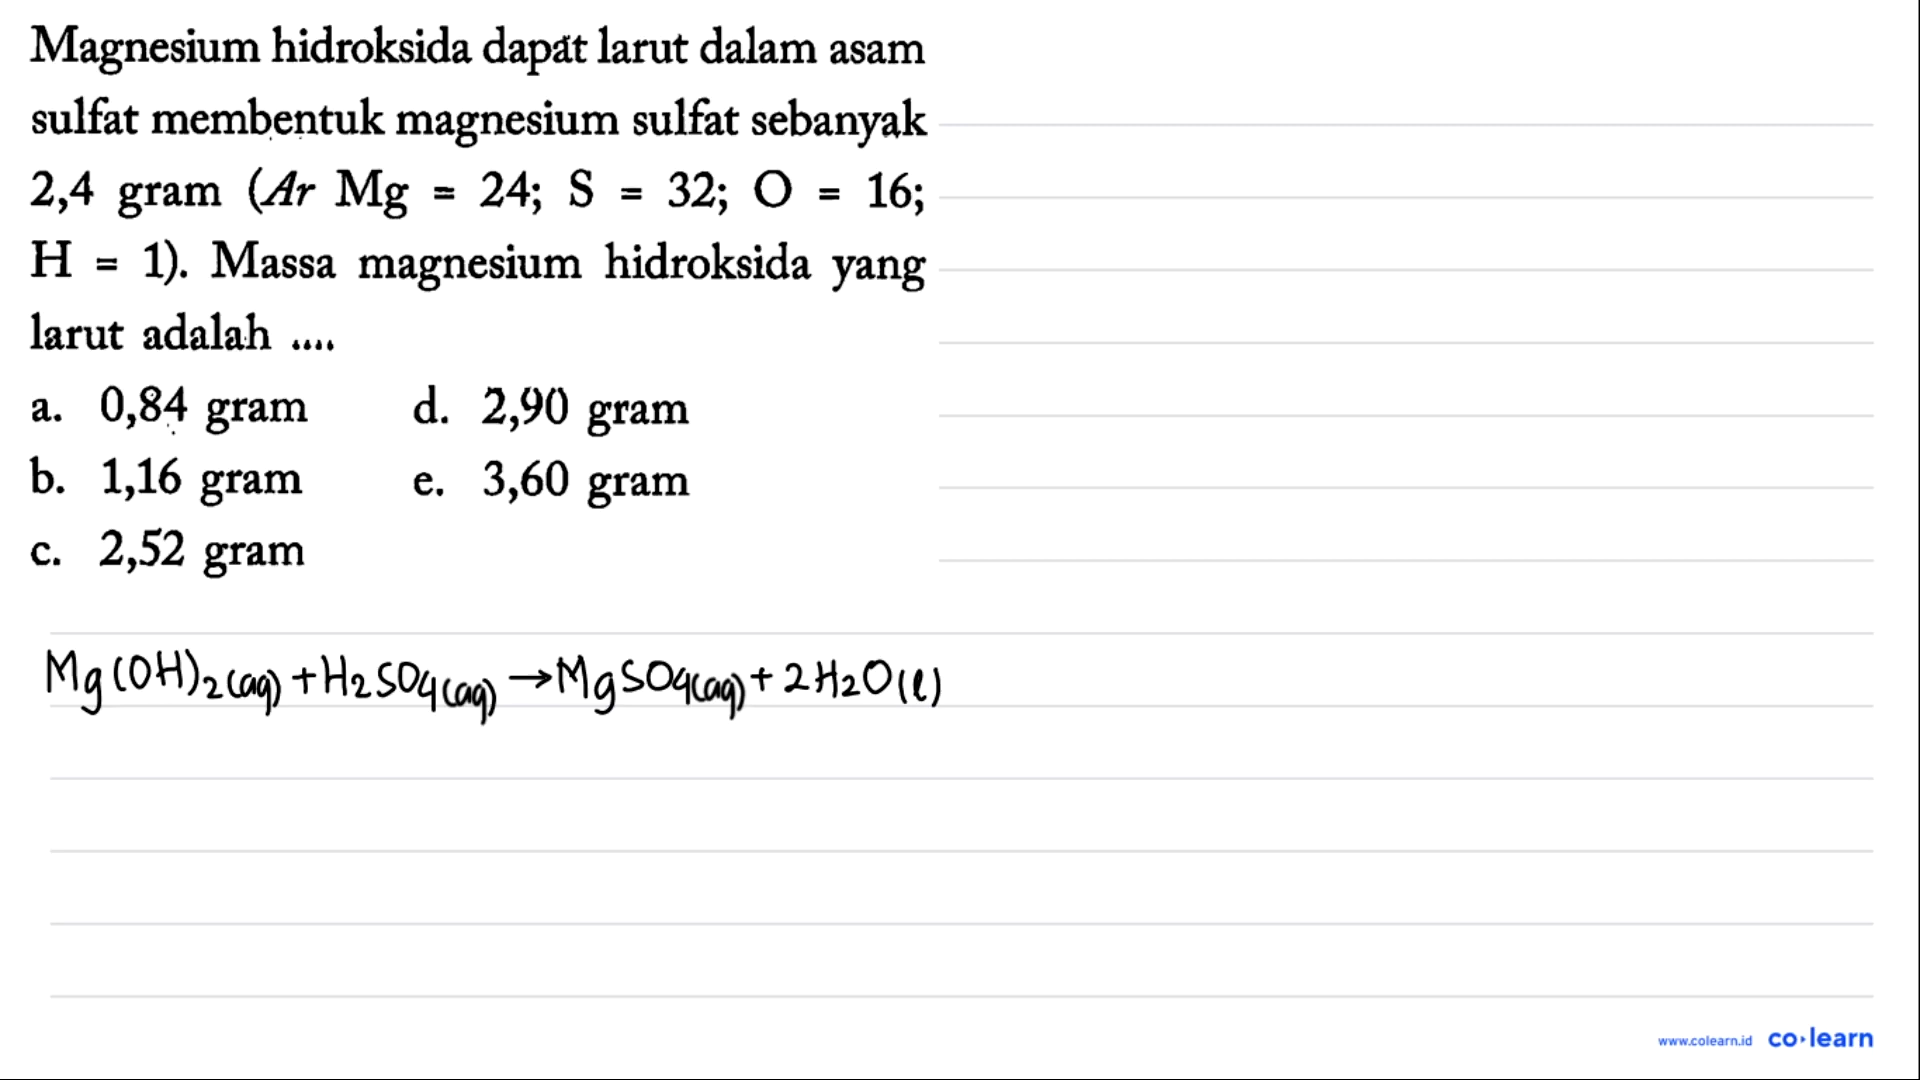 Magnesium hidroksida dapat larut dalam asam
sulfat membentuk magnesium sulfat sebanyak
2,4 gram (Ar Mg = 24; S = 32; O = 16;
H = 1). Massa magnesium hidroksida yang
larut adalah ....
a. 0,84 gram d. 2,90 gram
b. 1,16 gram e. 3,60 gram
c. 2,52 gram
Mg(OH)₂(aq) + H₂SO₄(aq) → MgSO₄(aq) + 2H₂O(l)
www.colearn.id co·learn